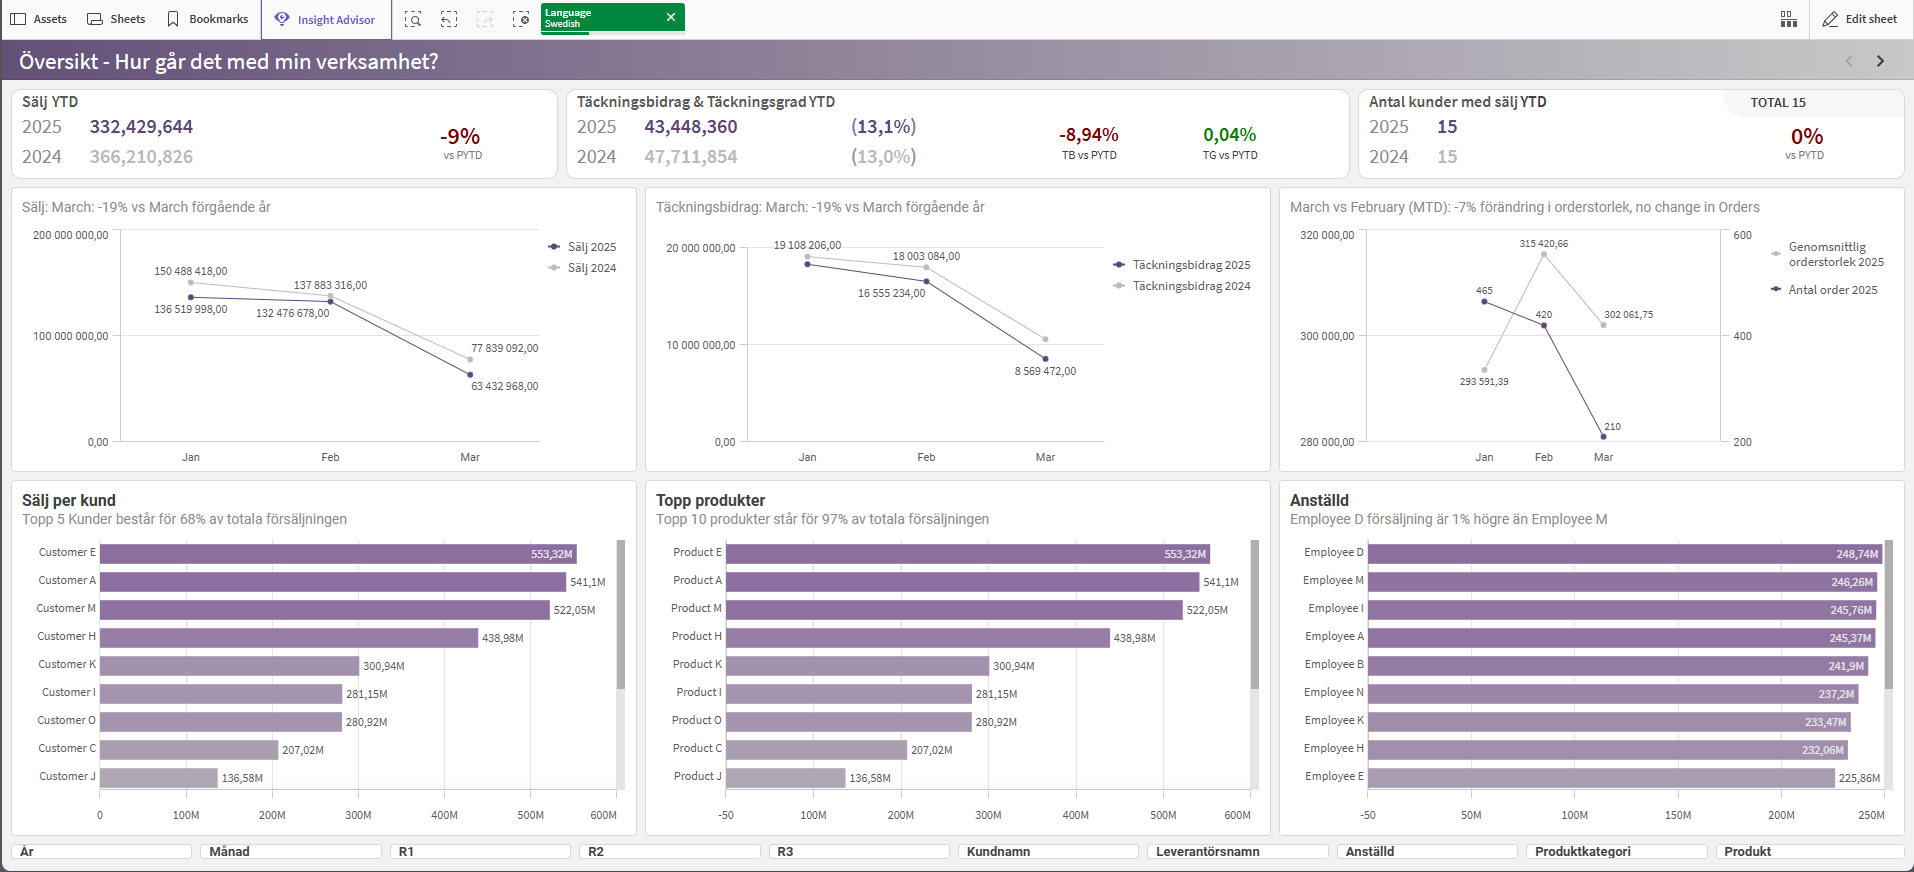 Assets Sheets Bookmarks Insight Advisor Language Edit sheet
Swedish
Översikt - Hur går det med min verksamhet?
Sälj YTD
2025 332,429,644
2024 366,210,826
-9%
vs PYTD
Täckningsbidrag & Täckningsgrad YTD
2025 43,448,360 (13,1%)
2024 47,711,854 (13,0%)
-8,94%
TB vs PYTD
0,04%
TG vs PYTD
Antal kunder med sälj YTD
TOTAL 15
2025 15
2024 15
0%
vs PYTD
Sälj: March: -19% vs March förgående år
200 000 000,00
100 000 000,00
0,00
150 488 418,00
136 519 998,00
137 883 316,00
132 476 678,00
77 839 092,00
63 432 968,00
Jan Feb Mar
Sälj 2025
Sälj 2024
Täckningsbidrag: March: -19% vs March förgående år
20 000 000,00
10 000 000,00
0,00
19 108 206,00
18 003 084,00
16 555 234,00
8 569 472,00
Jan Feb Mar
Täckningsbidrag 2025
Täckningsbidrag 2024
March vs February (MTD): -7% förändring i orderstorlek, no change in Orders
320 000,00
300 000,00
280 000,00
600
400
200
315 420,66
465
420
302 061,75
293 591,39
210
Jan Feb Mar
Genomsnittlig
orderstorlek 2025
Antal order 2025
Sälj per kund
Topp 5 Kunder består för 68% av totala försäljningen
Customer E 553,32M
Customer A 541,1M
Customer M 522,05M
Customer H 438,98M
Customer K 300,94M
Customer I 281,15M
Customer O 280,92M
Customer C 207,02M
Customer J 136,58M
0 100M 200M 300M 400M 500M 600M
Topp produkter
Topp 10 produkter står för 97% av totala försäljningen
Product E 553,32M
Product A 541,1M
Product M 522,05M
Product H 438,98M
Product K 300,94M
Product I 281,15M
Product O 280,92M
Product C 207,02M
Product J 136,58M
-50 100M 200M 300M 400M 500M 600M
Anställd
Employee D försäljning är 1% högre än Employee M
Employee D 248,74M
Employee M 246,26M
Employee I 245,76M
Employee A 245,37M
Employee B 241,9M
Employee N 237,2M
Employee K 233,47M
Employee H 232,06M
Employee E 225,86M
-50 50M 100M 150M 200M 250M
År Månad R1 R2 R3 Kundnamn Leverantörsnamn Anställd Produktkategori Produkt